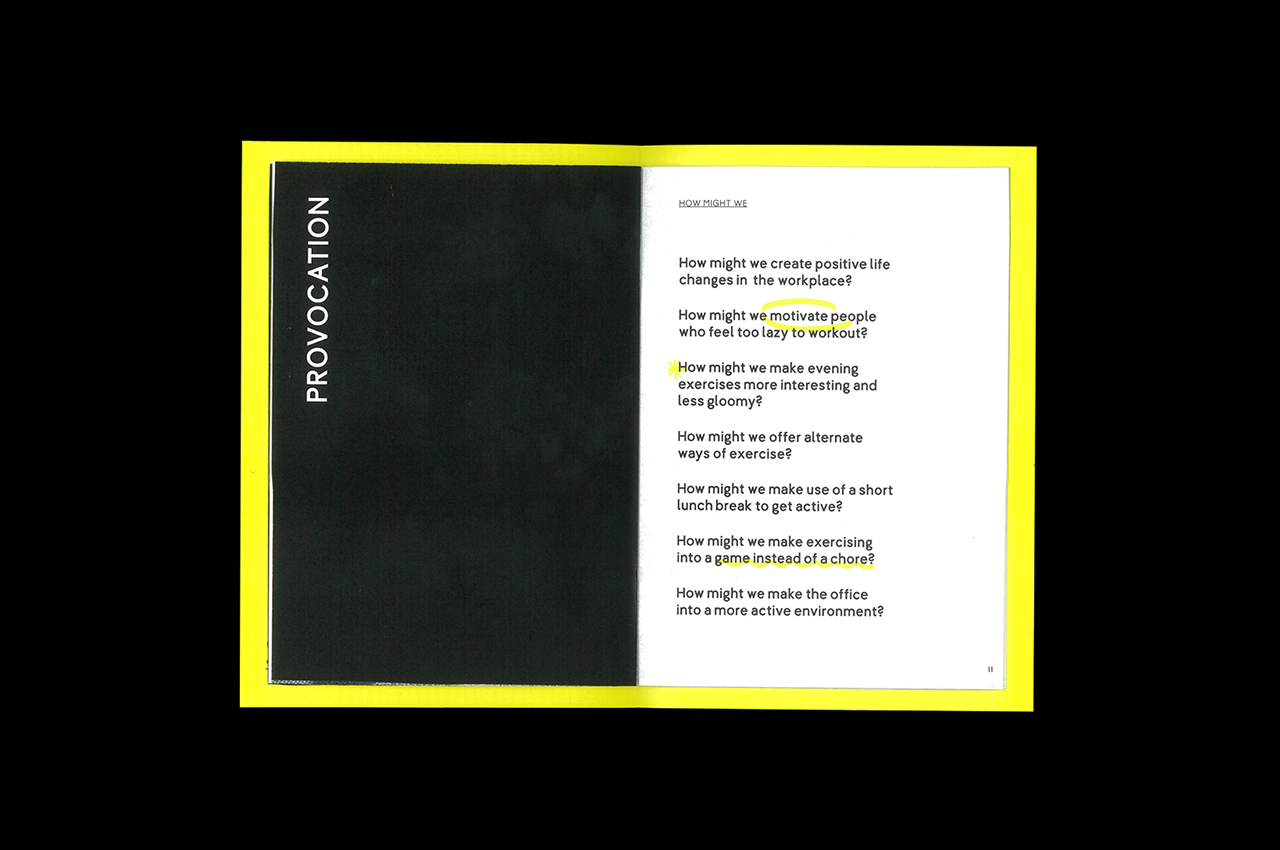 PROVOCATION
HOW MIGHT WE
How might we create positive life
changes in the workplace?
How might we motivate people
who feel too lazy to workout?
How might we make evening
exercises more interesting and
less gloomy?
How might we offer alternate
ways of exercise?
How might we make use of a short
lunch break to get active?
How might we make exercising
into a game instead of a chore?
How might we make the office
into a more active environment?
11